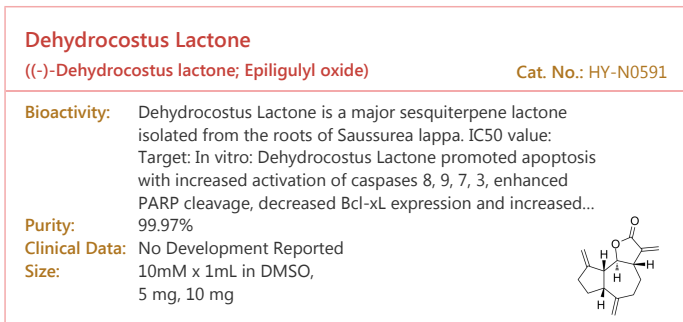 Dehydrocostus Lactone
((-)-Dehydrocostus lactone; Epiligulyl oxide) Cat. No.: HY-N0591
Bioactivity: Dehydrocostus Lactone is a major sesquiterpene lactone
isolated from the roots of Saussurea lappa. IC50 value:
Target: In vitro: Dehydrocostus Lactone promoted apoptosis
with increased activation of caspases 8, 9, 7, 3, enhanced
PARP cleavage, decreased Bcl-xL expression and increased...
Purity: 99.97%
Clinical Data: No Development Reported
Size: 10mM x 1mL in DMSO,
5 mg, 10 mg
O
O
H
H
H
H